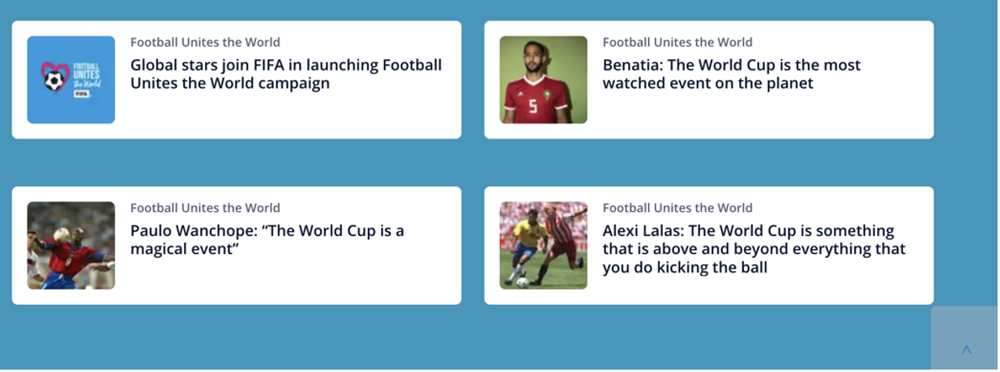 Football Unites the World
Global stars join FIFA in launching Football
Unites the World campaign
FOOTBALL
UNITES
the World
FIFA
Football Unites the World
Benatia: The World Cup is the most
watched event on the planet
5
Football Unites the World
Paulo Wanchope: “The World Cup is a
magical event”
Football Unites the World
Alexi Lalas: The World Cup is something
that is above and beyond everything that
you do kicking the ball
^